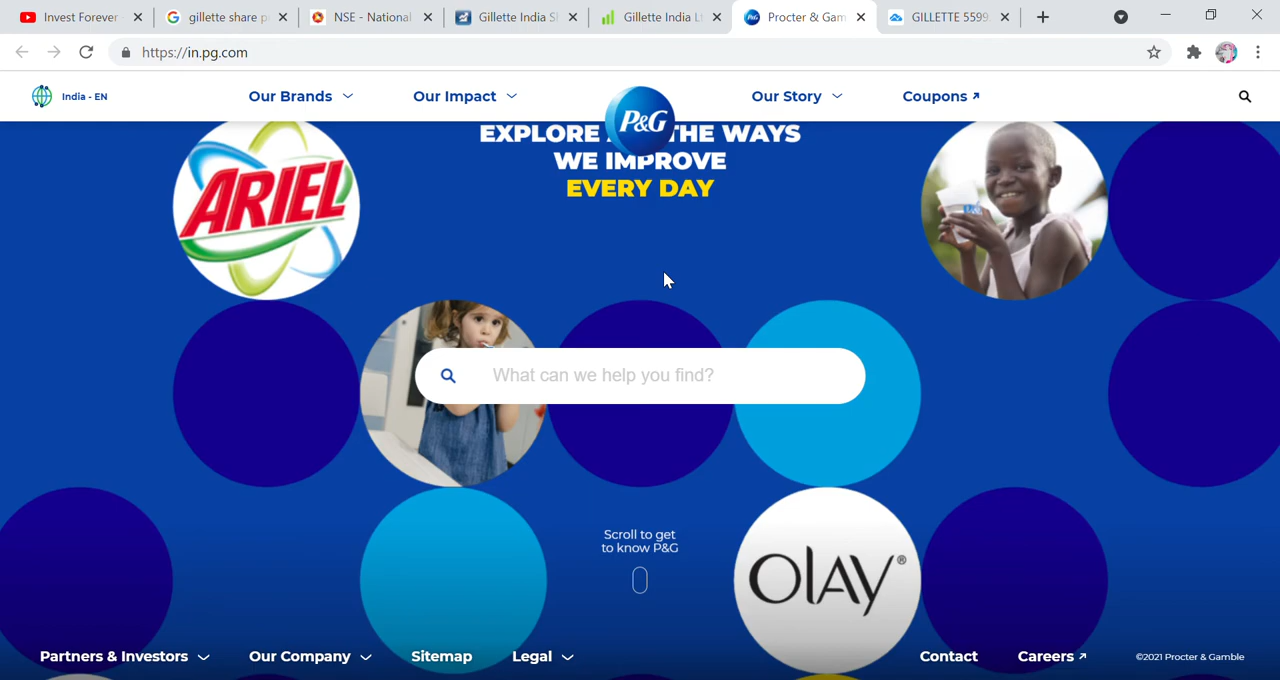 Invest Forever
gillette share p
NSE - National
Gillette India S
Gillette India L
Procter & Gam
GILLETTE 5599
https://in.pg.com
India - EN
Our Brands
Our Impact
P&G
Our Story
Coupons
EXPLORE THE WAYS
WE IMPROVE
EVERY DAY
ARIEL
What can we help you find?
Scroll to get
to know P&G
OLAY®
Partners & Investors
Our Company
Sitemap
Legal
Contact
Careers
©2021 Procter & Gamble